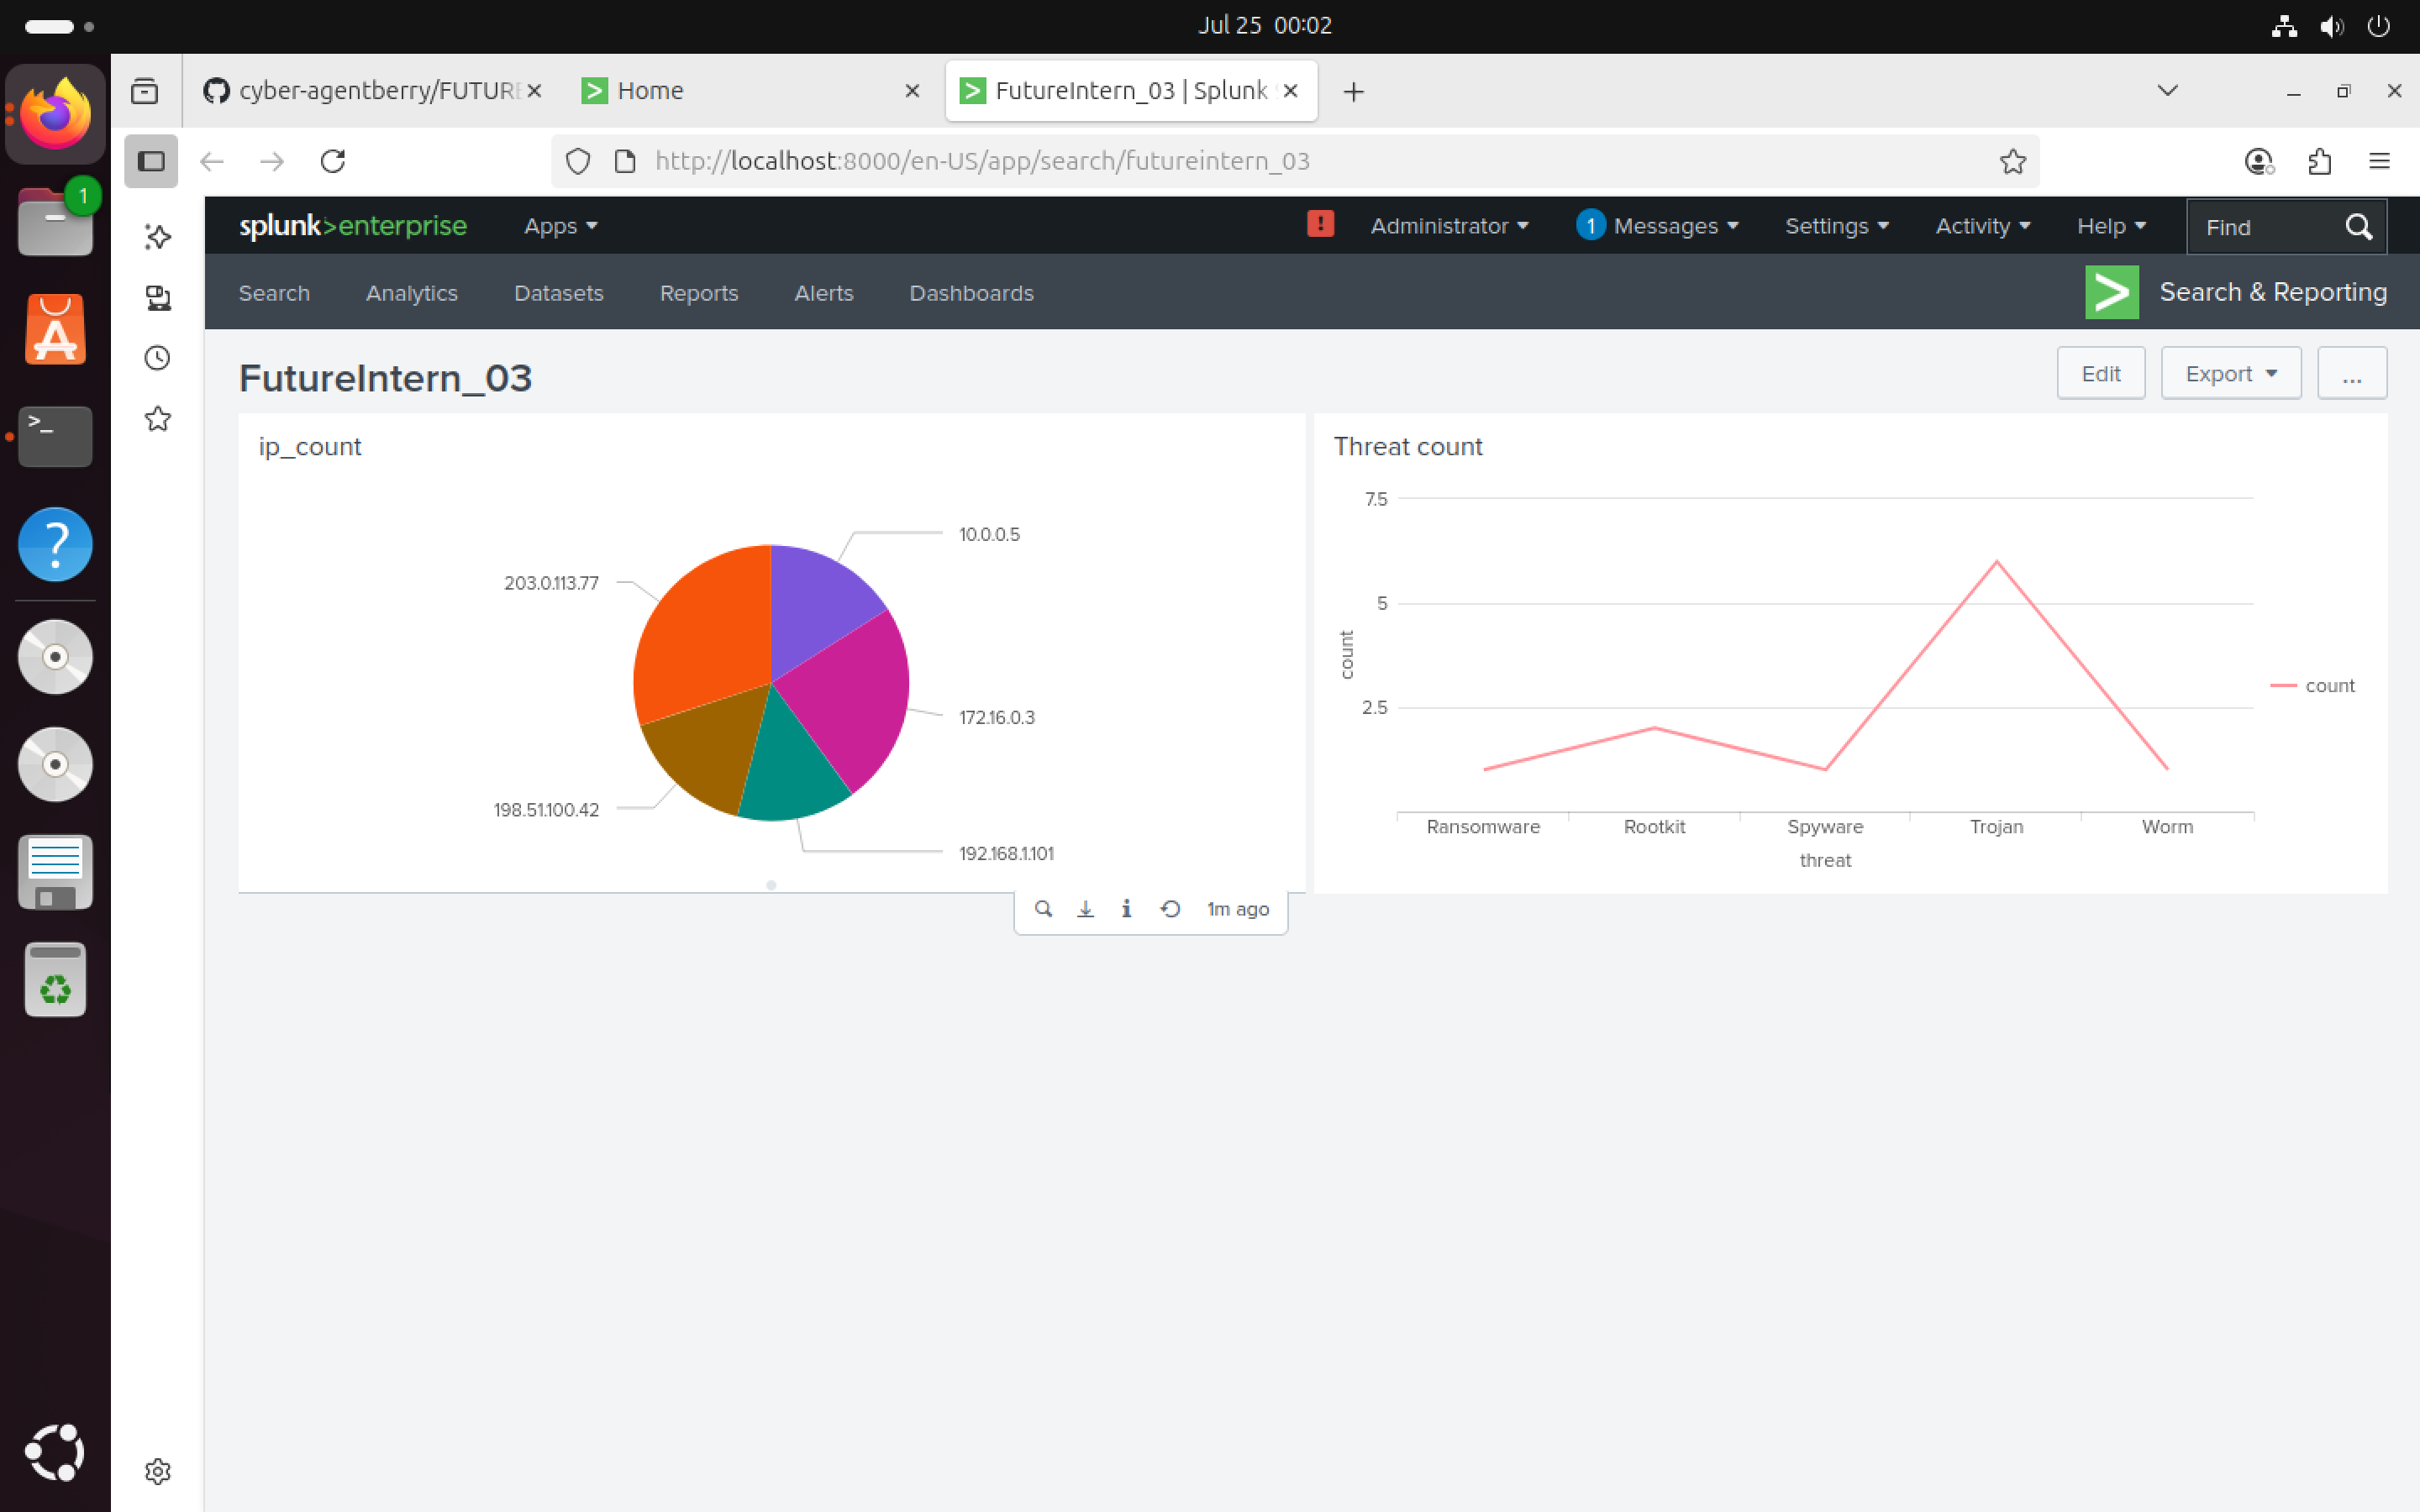 Jul 25 00:02
cyber-agentberry/FUTURE
Home
FutureIntern_03 | Splunk
http://localhost:8000/en-US/app/search/futureintern_03
1
splunk>enterprise
Apps
!
Administrator
1 Messages
Settings
Activity
Help
Find
Search
Analytics
Datasets
Reports
Alerts
Dashboards
Search & Reporting
FutureIntern_03
Edit
Export
...
ip_count
10.0.0.5
203.0.113.77
172.16.0.3
198.51.100.42
192.168.1.101
1m ago
Threat count
7.5
5
2.5
count
count
Ransomware
Rootkit
Spyware
Trojan
Worm
threat